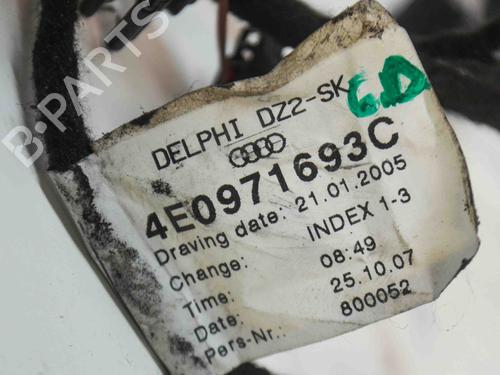 B-PARTS
DELPHI DZ2-SK
6.D
4E0971693C
Draving date: 21.01.2005
Change: INDEX 1-3
Time: 08:49
Date: 25.10.07
Pers-Nr.: 800052